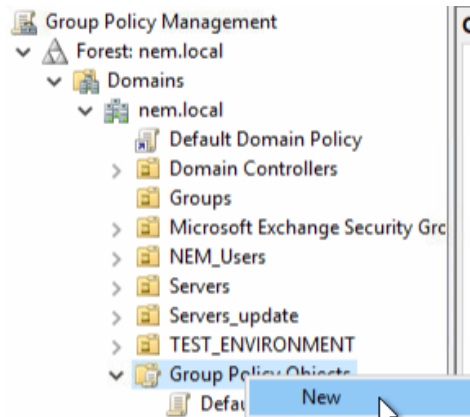 Group Policy Management
Forest: nem.local
Domains
nem.local
Default Domain Policy
Domain Controllers
Groups
Microsoft Exchange Security Grc
NEM_Users
Servers
Servers_update
TEST_ENVIRONMENT
Group Policy Objects
New